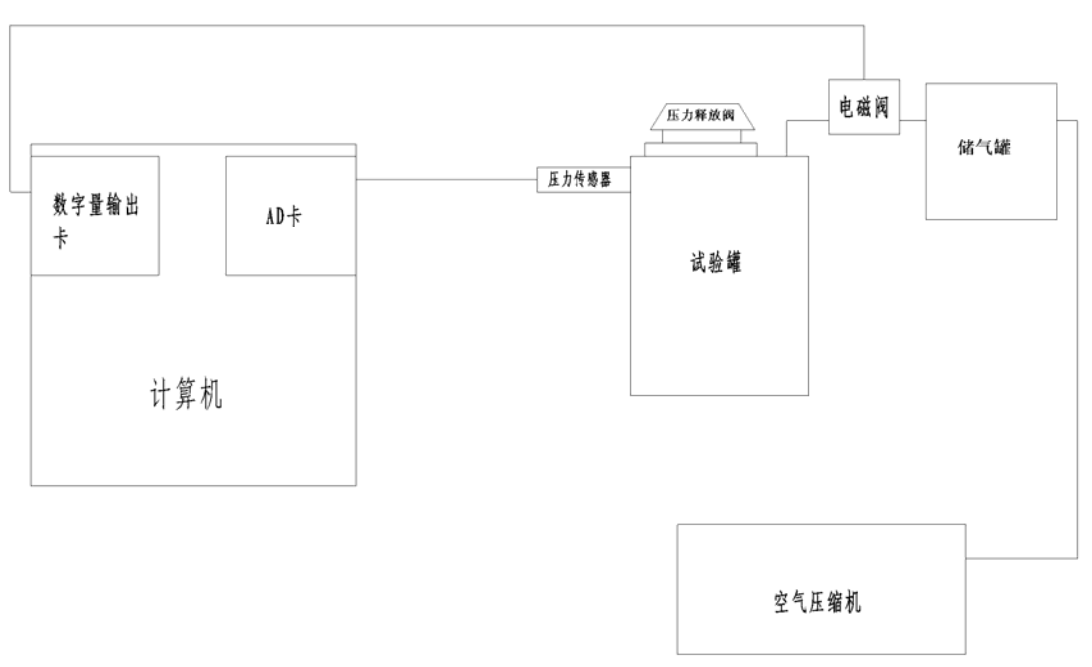 压力释放阀
电磁阀
储气罐
压力传感器
数字量输出
卡
AD卡
试验罐
计算机
空气压缩机